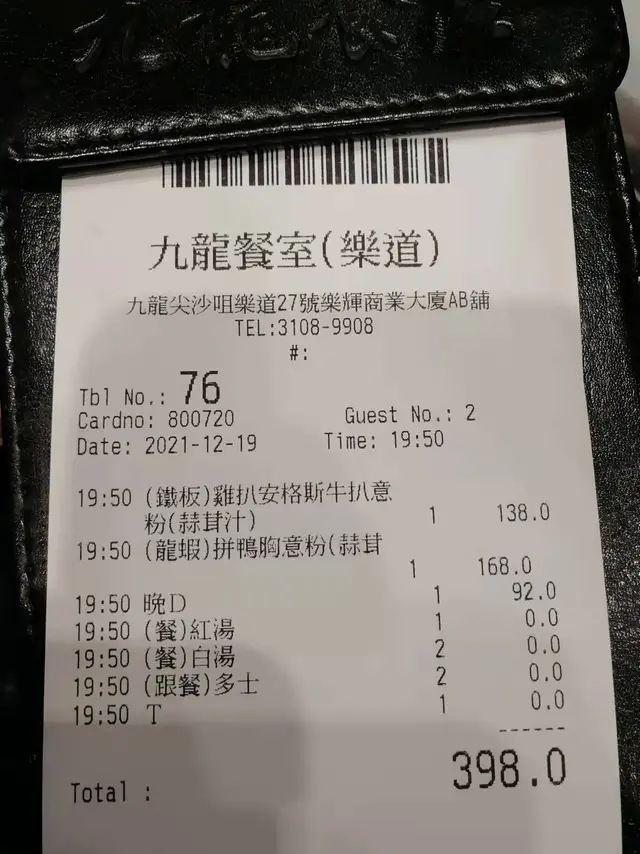 九龍餐室(樂道)
九龍尖沙咀樂道27號樂輝商業大廈AB舖
TEL:3108-9908
#:
Tbl No.: 76
Cardno: 800720 Guest No.: 2
Date: 2021-12-19 Time: 19:50
19:50 (鐵板)雞扒安格斯牛扒意
粉(蒜茸汁) 1 138.0
19:50 (龍蝦)拼鴨胸意粉(蒜茸
1 168.0
19:50 晚D 1 92.0
19:50 (餐)紅湯 1 0.0
19:50 (餐)白湯 2 0.0
19:50 (跟餐)多士 2 0.0
19:50 T 1 0.0
------
Total : 398.0